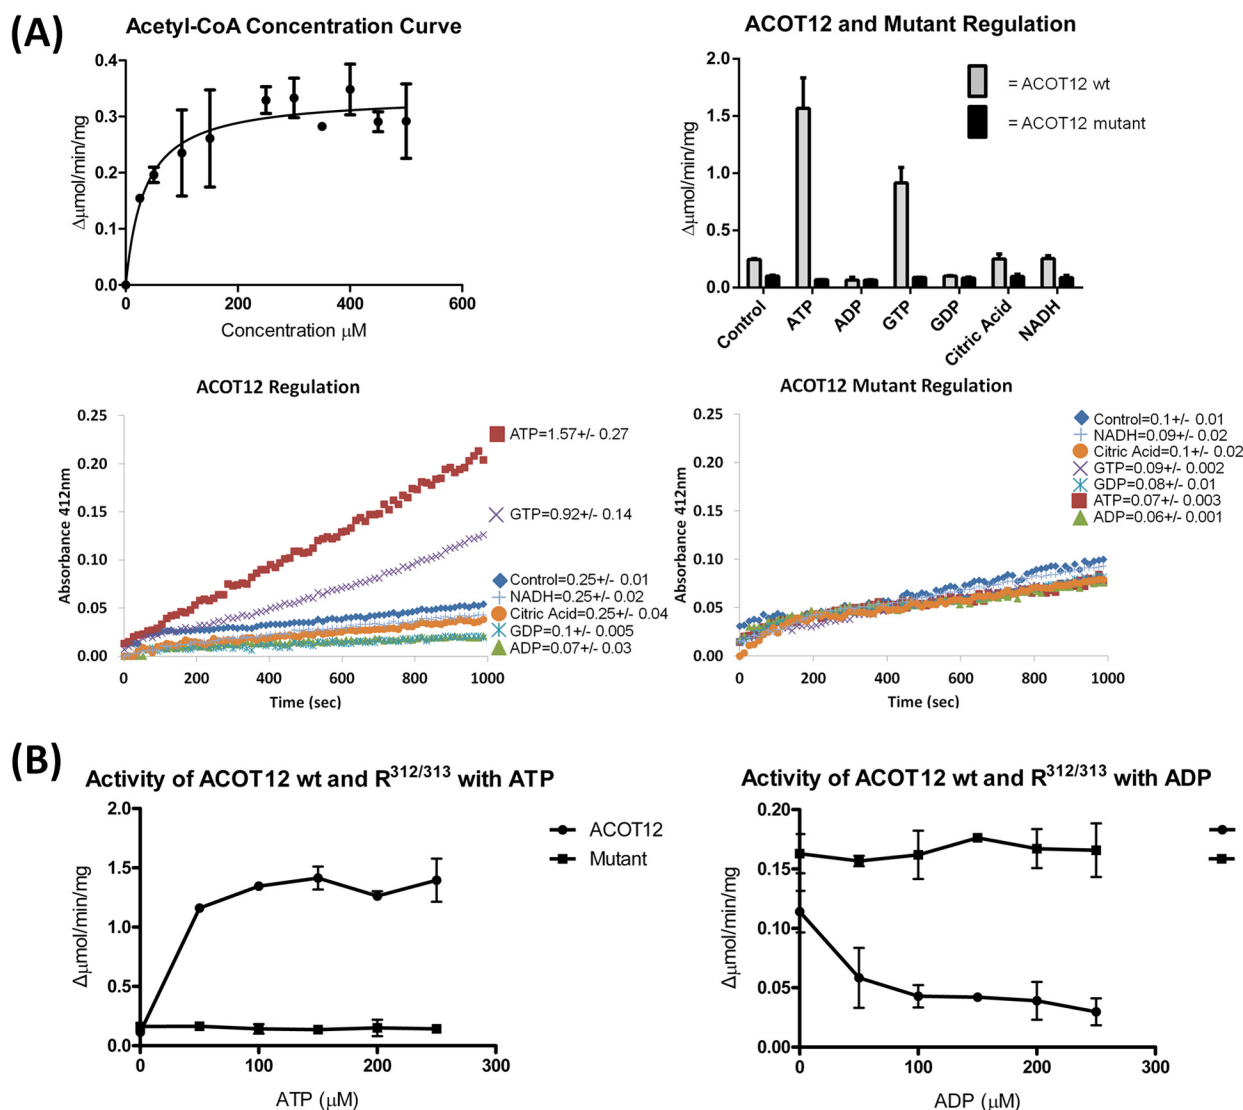 (A)
Acetyl-CoA Concentration Curve
Δμmol/min/mg
0.4
0.3
0.2
0.1
0.0
0
200
400
600
Concentration μM
ACOT12 and Mutant Regulation
Δμmol/min/mg
2.0
1.5
1.0
0.5
0.0
= ACOT12 wt
= ACOT12 mutant
Control
ATP
ADP
GTP
GDP
Citric Acid
NADH
ACOT12 Regulation
Absorbance 412nm
0.25
0.20
0.15
0.10
0.05
0.00
0
200
400
600
800
1000
Time (sec)
ATP=1.57+/- 0.27
GTP=0.92+/- 0.14
Control=0.25+/- 0.01
NADH=0.25+/- 0.02
Citric Acid=0.25+/- 0.04
GDP=0.1+/- 0.005
ADP=0.07+/- 0.03
ACOT12 Mutant Regulation
Absorbance 412nm
0.25
0.20
0.15
0.10
0.05
0.00
0
200
400
600
800
1000
Time (sec)
Control=0.1+/- 0.01
NADH=0.09+/- 0.02
Citric Acid=0.1+/- 0.02
GTP=0.09+/- 0.002
GDP=0.08+/- 0.01
ATP=0.07+/- 0.003
ADP=0.06+/- 0.001
(B)
Activity of ACOT12 wt and R³¹²/³¹³ with ATP
Δμmol/min/mg
2.0
1.5
1.0
0.5
0.0
0
100
200
300
ATP (μM)
ACOT12
Mutant
Activity of ACOT12 wt and R³¹²/³¹³ with ADP
Δμmol/min/mg
0.20
0.15
0.10
0.05
0.00
0
100
200
300
ADP (μM)